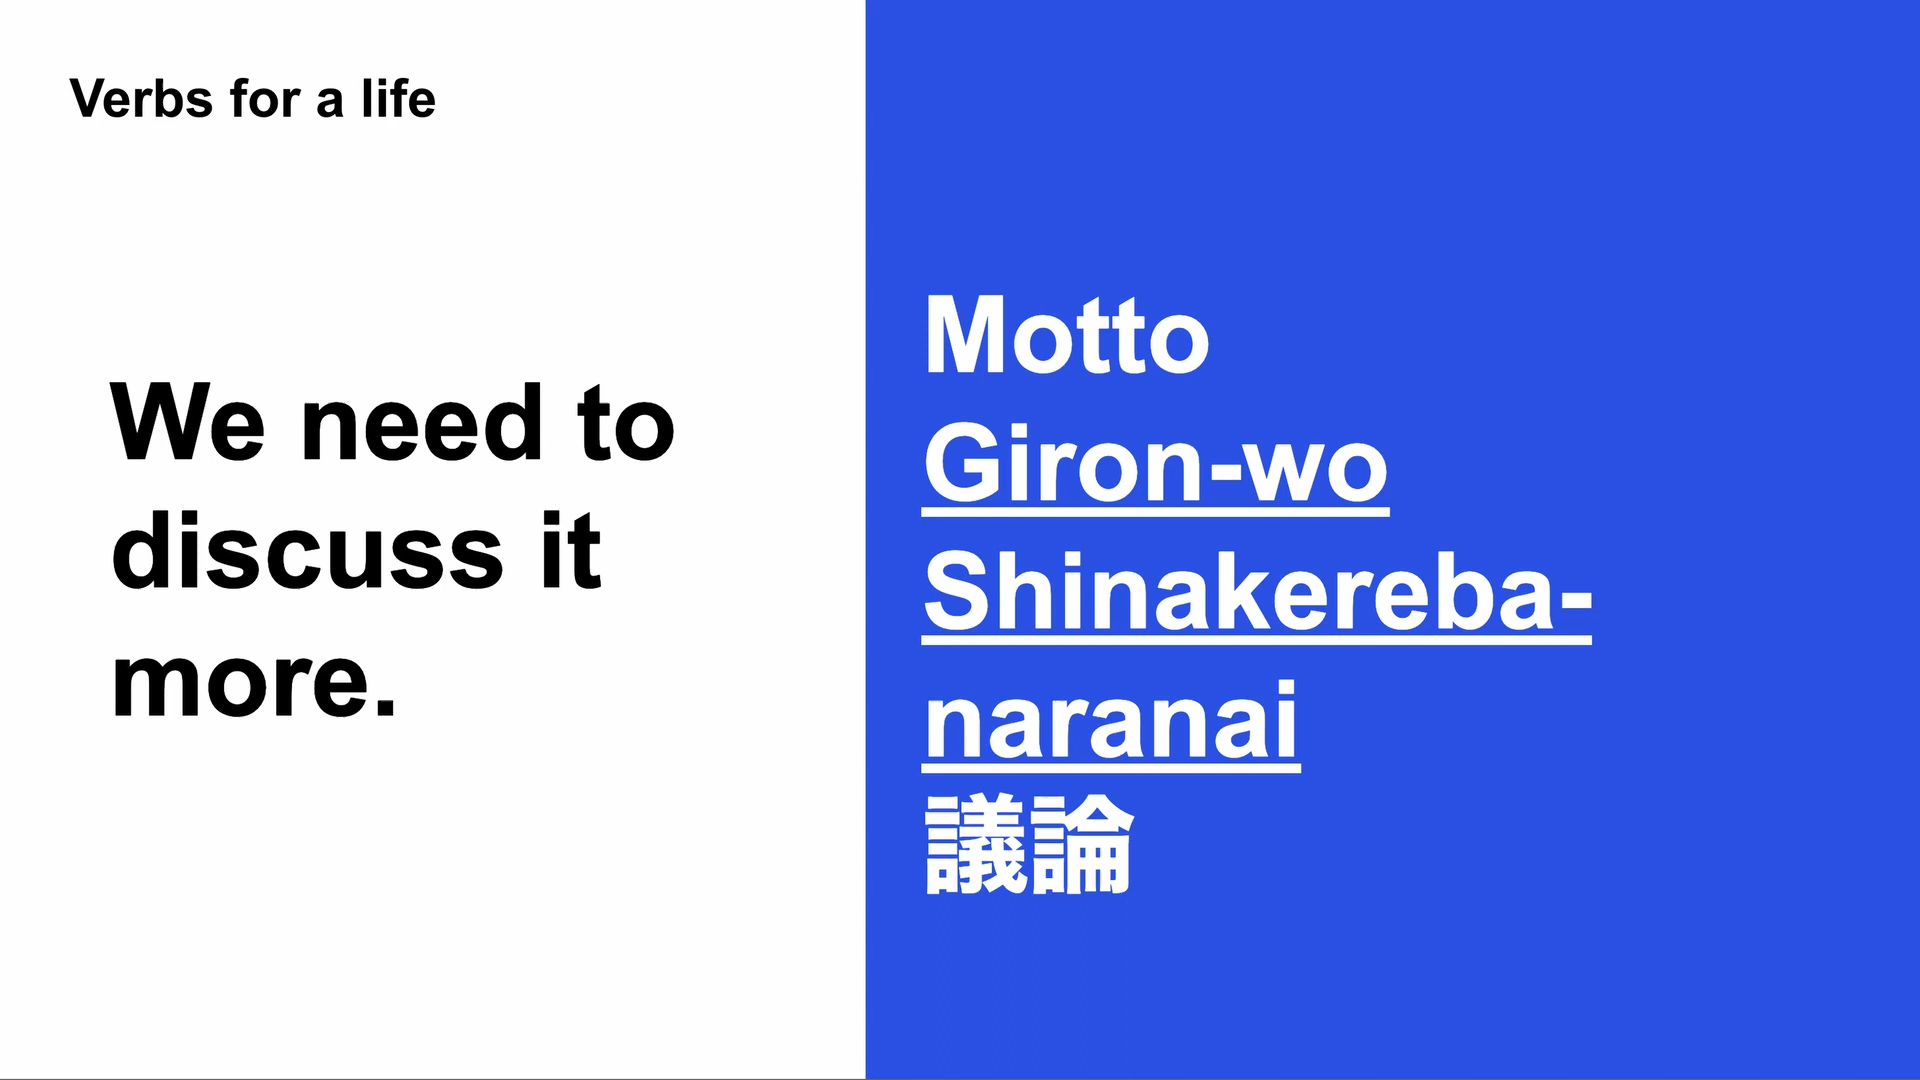 Verbs for a life
We need to
discuss it
more.
Motto
Giron-wo
Shinakereba-
naranai
議論